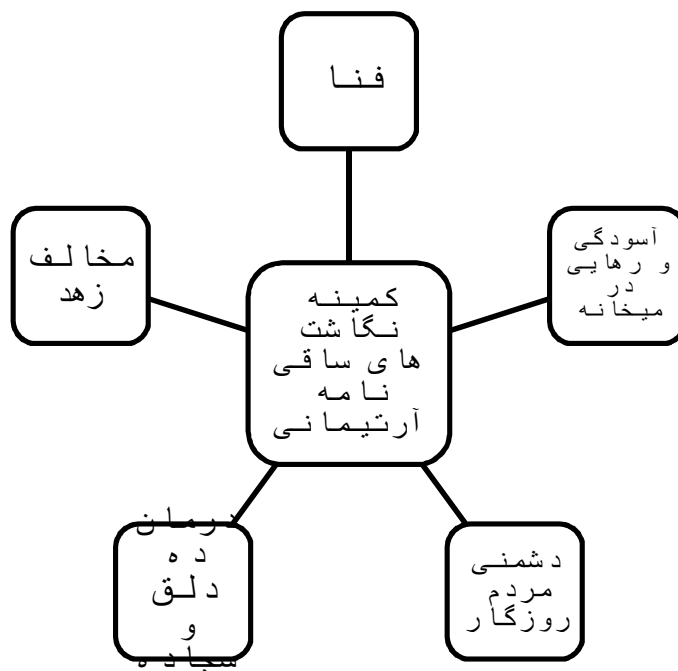 فنا
آسودگی
و رهایی
در
میخانه
دشمنی
مردم
روزگار
درمان
ده
دلق
و
سجاده
مخالف
زهد
کمینه
نگاشت
های ساقی
نامه
آرتیمانی